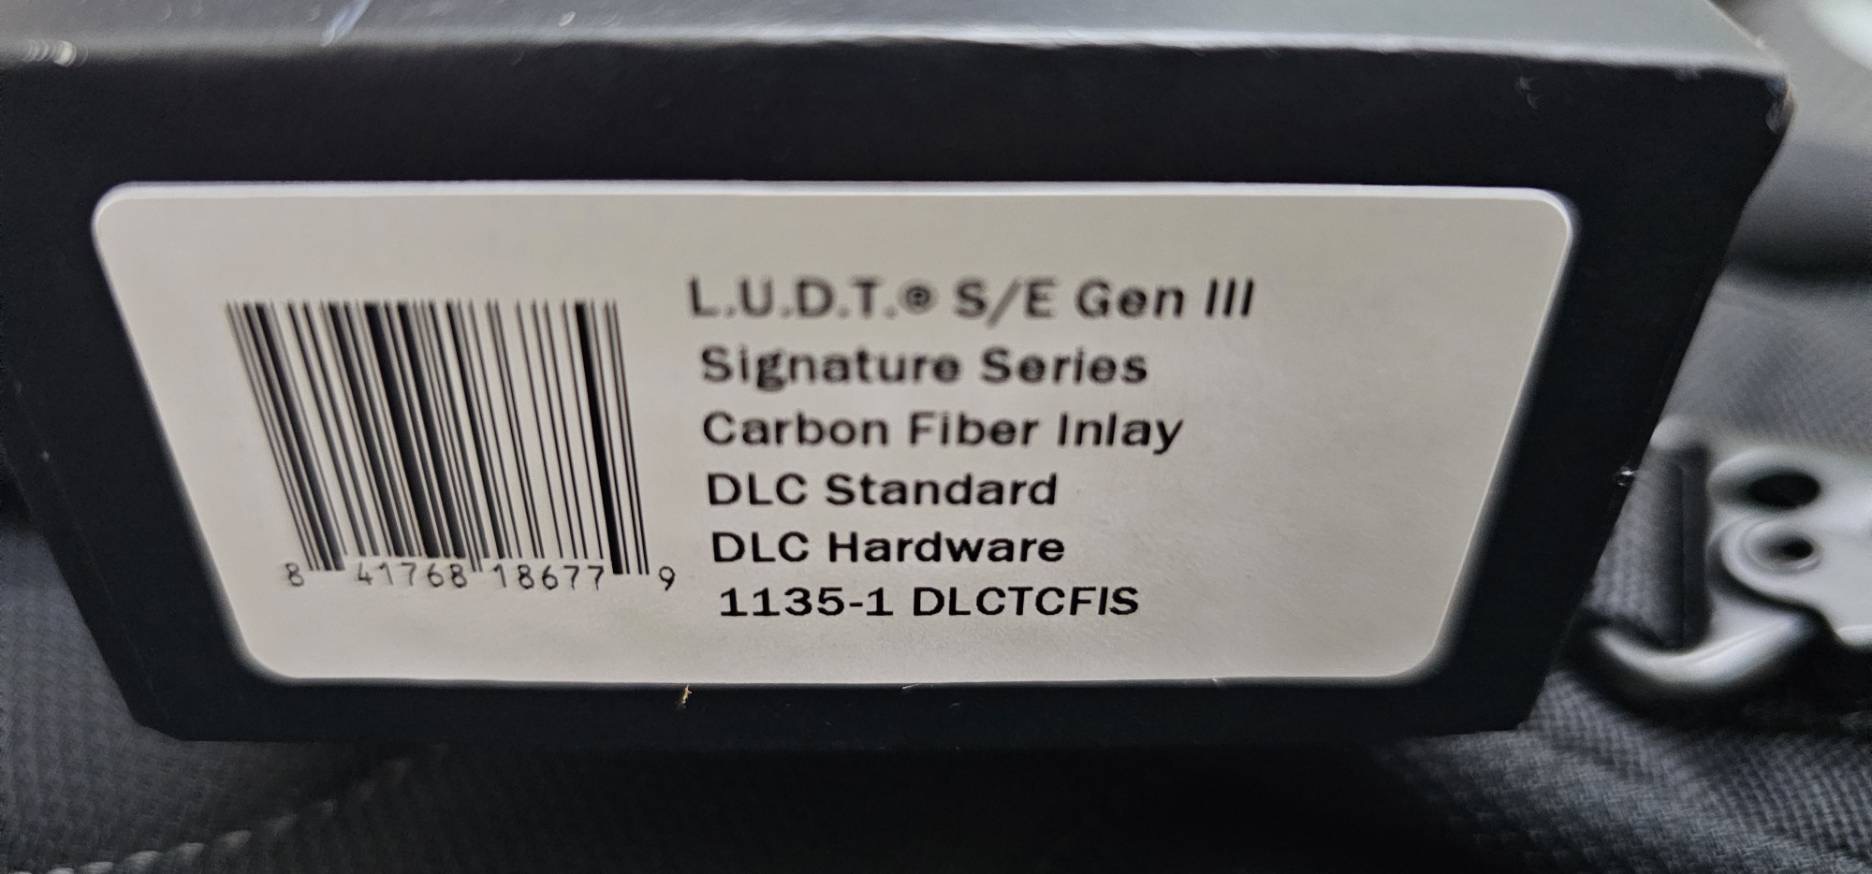 L.U.D.T.® S/E Gen III
Signature Series
Carbon Fiber Inlay
DLC Standard
DLC Hardware
1135-1 DLCTCFIS
8 41768 18677 9